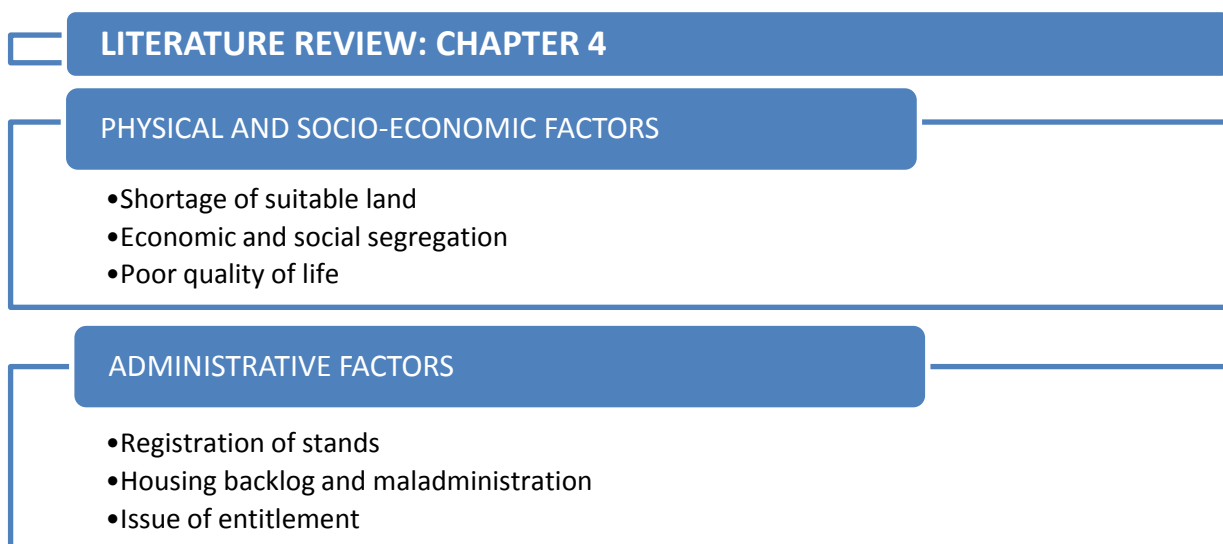 LITERATURE REVIEW: CHAPTER 4
PHYSICAL AND SOCIO-ECONOMIC FACTORS
•Shortage of suitable land
•Economic and social segregation
•Poor quality of life
ADMINISTRATIVE FACTORS
•Registration of stands
•Housing backlog and maladministration
•Issue of entitlement